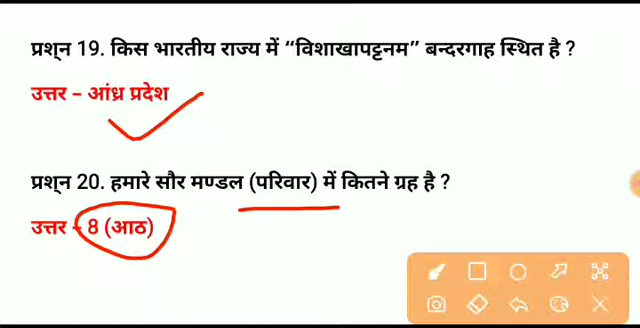 प्रश्न 19. किस भारतीय राज्य में “विशाखापट्टनम” बन्दरगाह स्थित है ?
उत्तर – आंध्र प्रदेश
प्रश्न 20. हमारे सौर मण्डल (परिवार) में कितने ग्रह है ?
उत्तर - 8 (आठ)